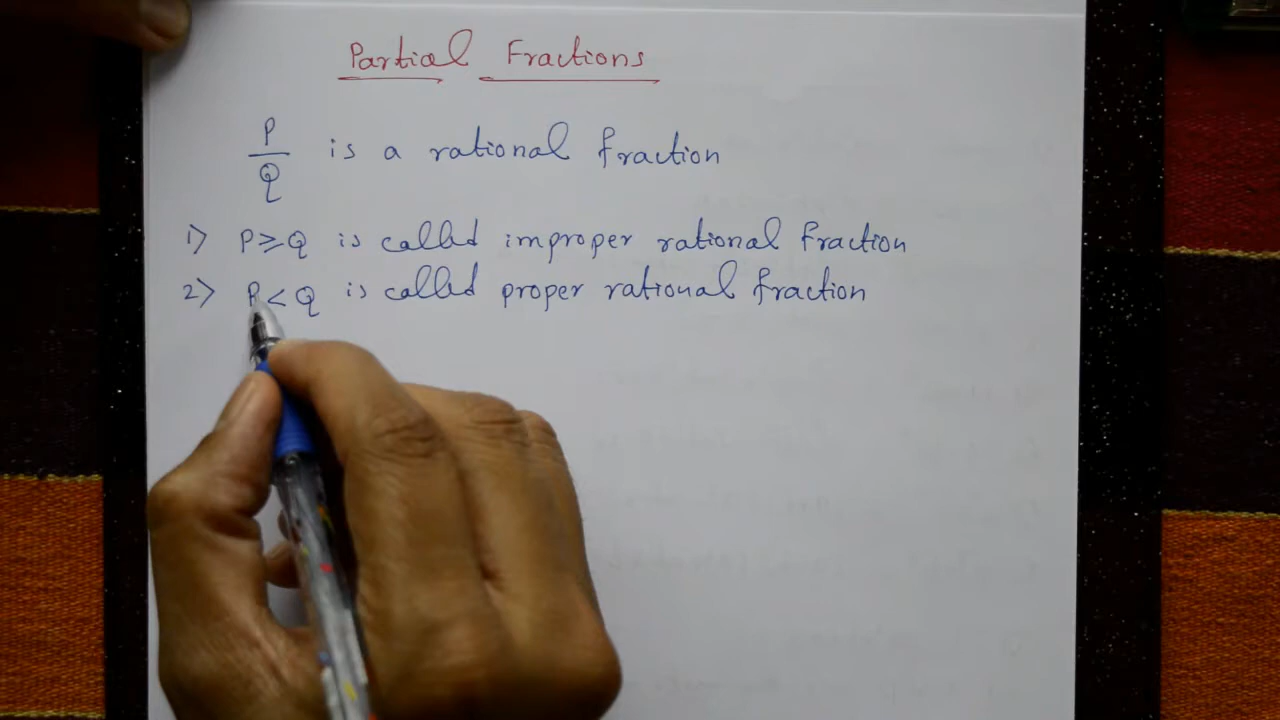 Partial Fractions
P
Q
is a rational fraction
1) P ≥ Q is called improper rational fraction
2) P < Q is called proper rational fraction